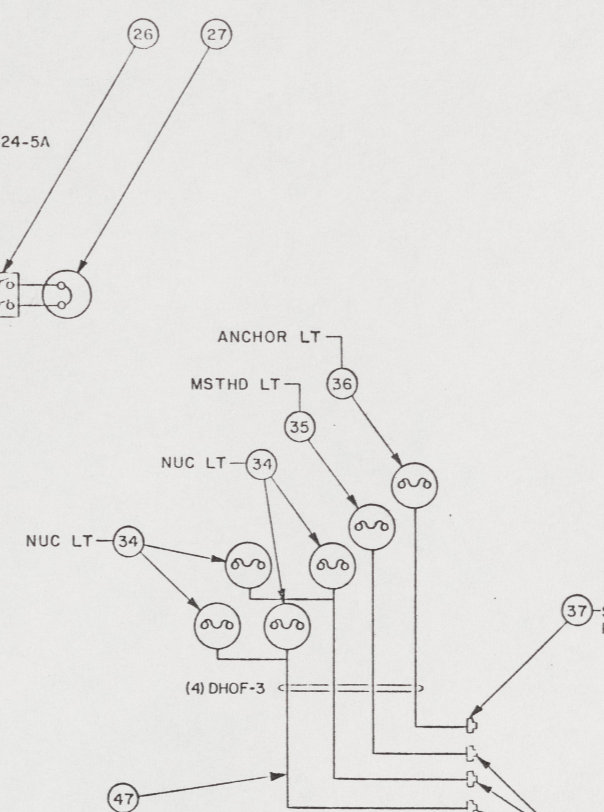 26
27
24-5A
ANCHOR LT
36
MSTHD LT
35
NUC LT 34
NUC LT 34
37
(4) DHOF-3
47